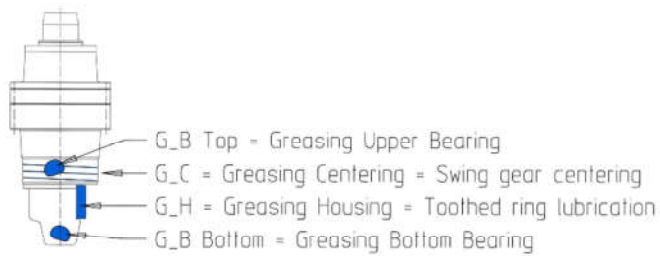 G_B Top = Greasing Upper Bearing
G_C = Greasing Centering = Swing gear centering
G_H = Greasing Housing = Toothed ring lubrication
G_B Bottom = Greasing Bottom Bearing